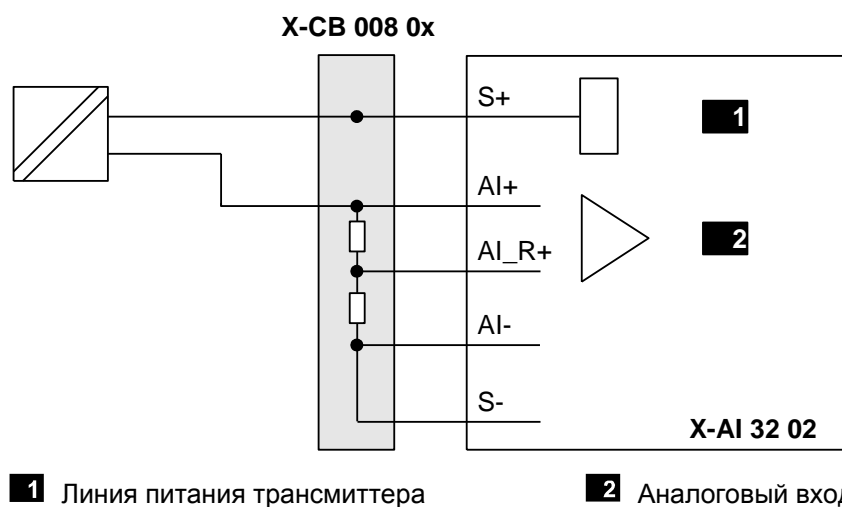 X-CB 008 0x
S+
1
AI+
2
AI_R+
AI-
S-
X-AI 32 02
1 Линия питания трансмиттера
2 Аналоговый вход